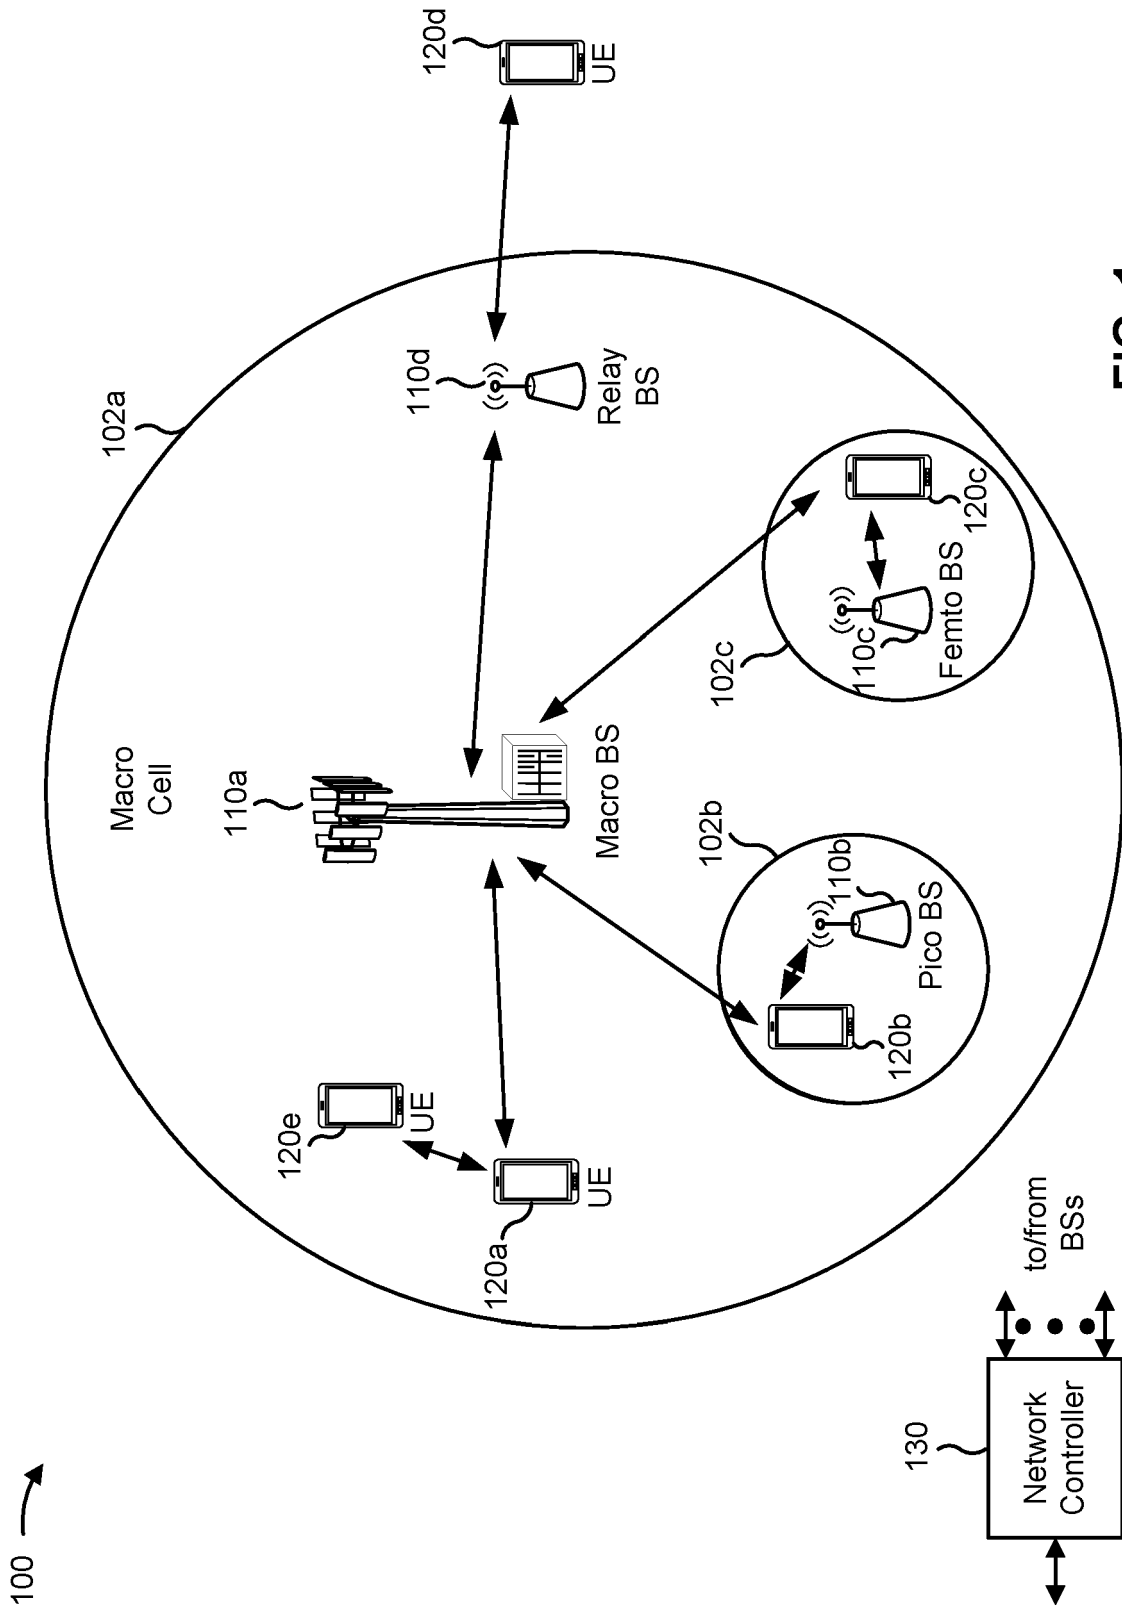 100
Macro
Cell
102a
110a
120e
UE
110d
120d
120a
UE
Macro BS
Relay
BS
UE
102b
102c
110b
110c
120b
Pico BS
Femto BS
120c
130
Network
Controller
to/from
BSs
FIG. 1